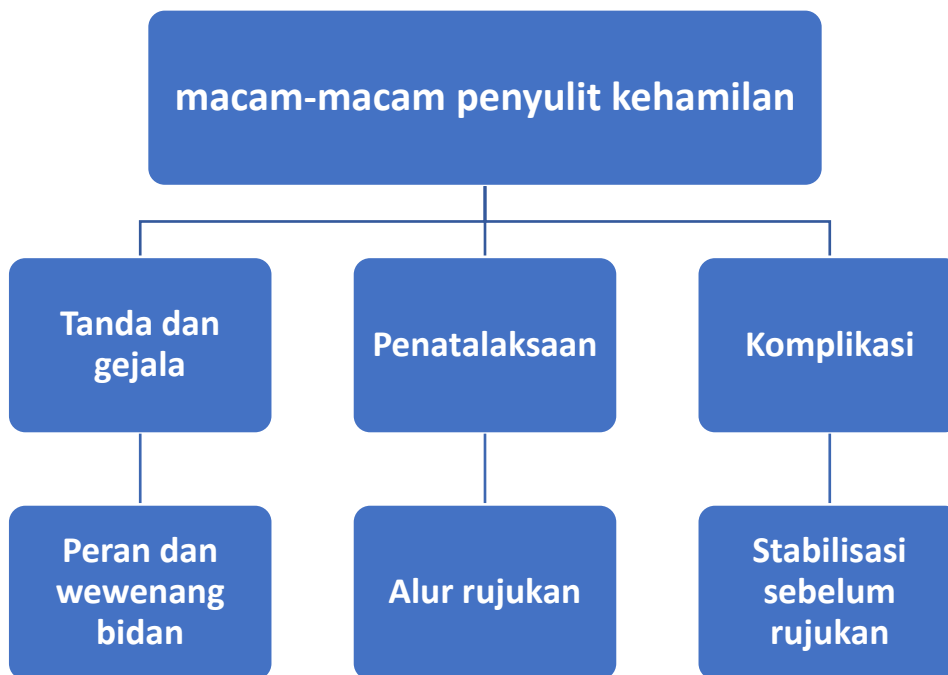 macam-macam penyulit kehamilan
Tanda dan
gejala
Penatalaksaan
Komplikasi
Peran dan
wewenang
bidan
Alur rujukan
Stabilisasi
sebelum
rujukan